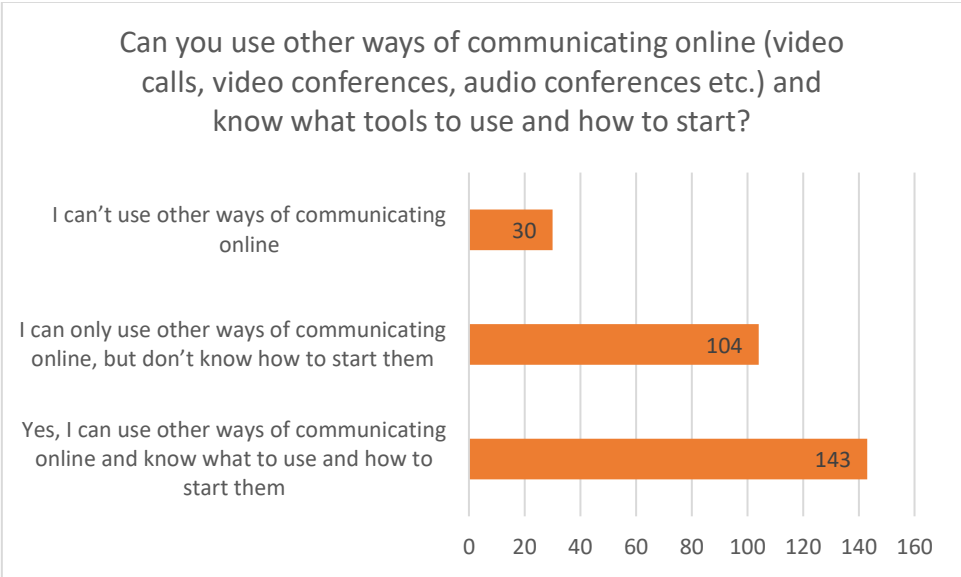 Can you use other ways of communicating online (video
calls, video conferences, audio conferences etc.) and
know what tools to use and how to start?
I can’t use other ways of communicating
online
30
I can only use other ways of communicating
online, but don’t know how to start them
104
Yes, I can use other ways of communicating
online and know what to use and how to
start them
143
0 20 40 60 80 100 120 140 160